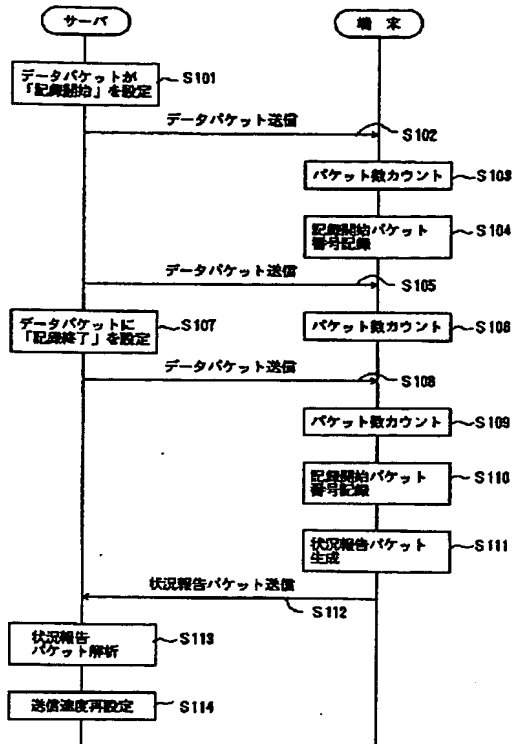 サーバ
端 末
データパケットが
「記録開始」を設定
S101
データパケット送信
S102
パケット数カウント
S103
記録開始パケット
番号記録
S104
データパケット送信
S105
データパケットに
「記録終了」を設定
S107
パケット数カウント
S106
データパケット送信
S108
パケット数カウント
S109
記録開始パケット
番号記録
S110
状況報告パケット
生成
S111
状況報告パケット送信
S112
状況報告
パケット解析
S113
送信速度再設定
S114